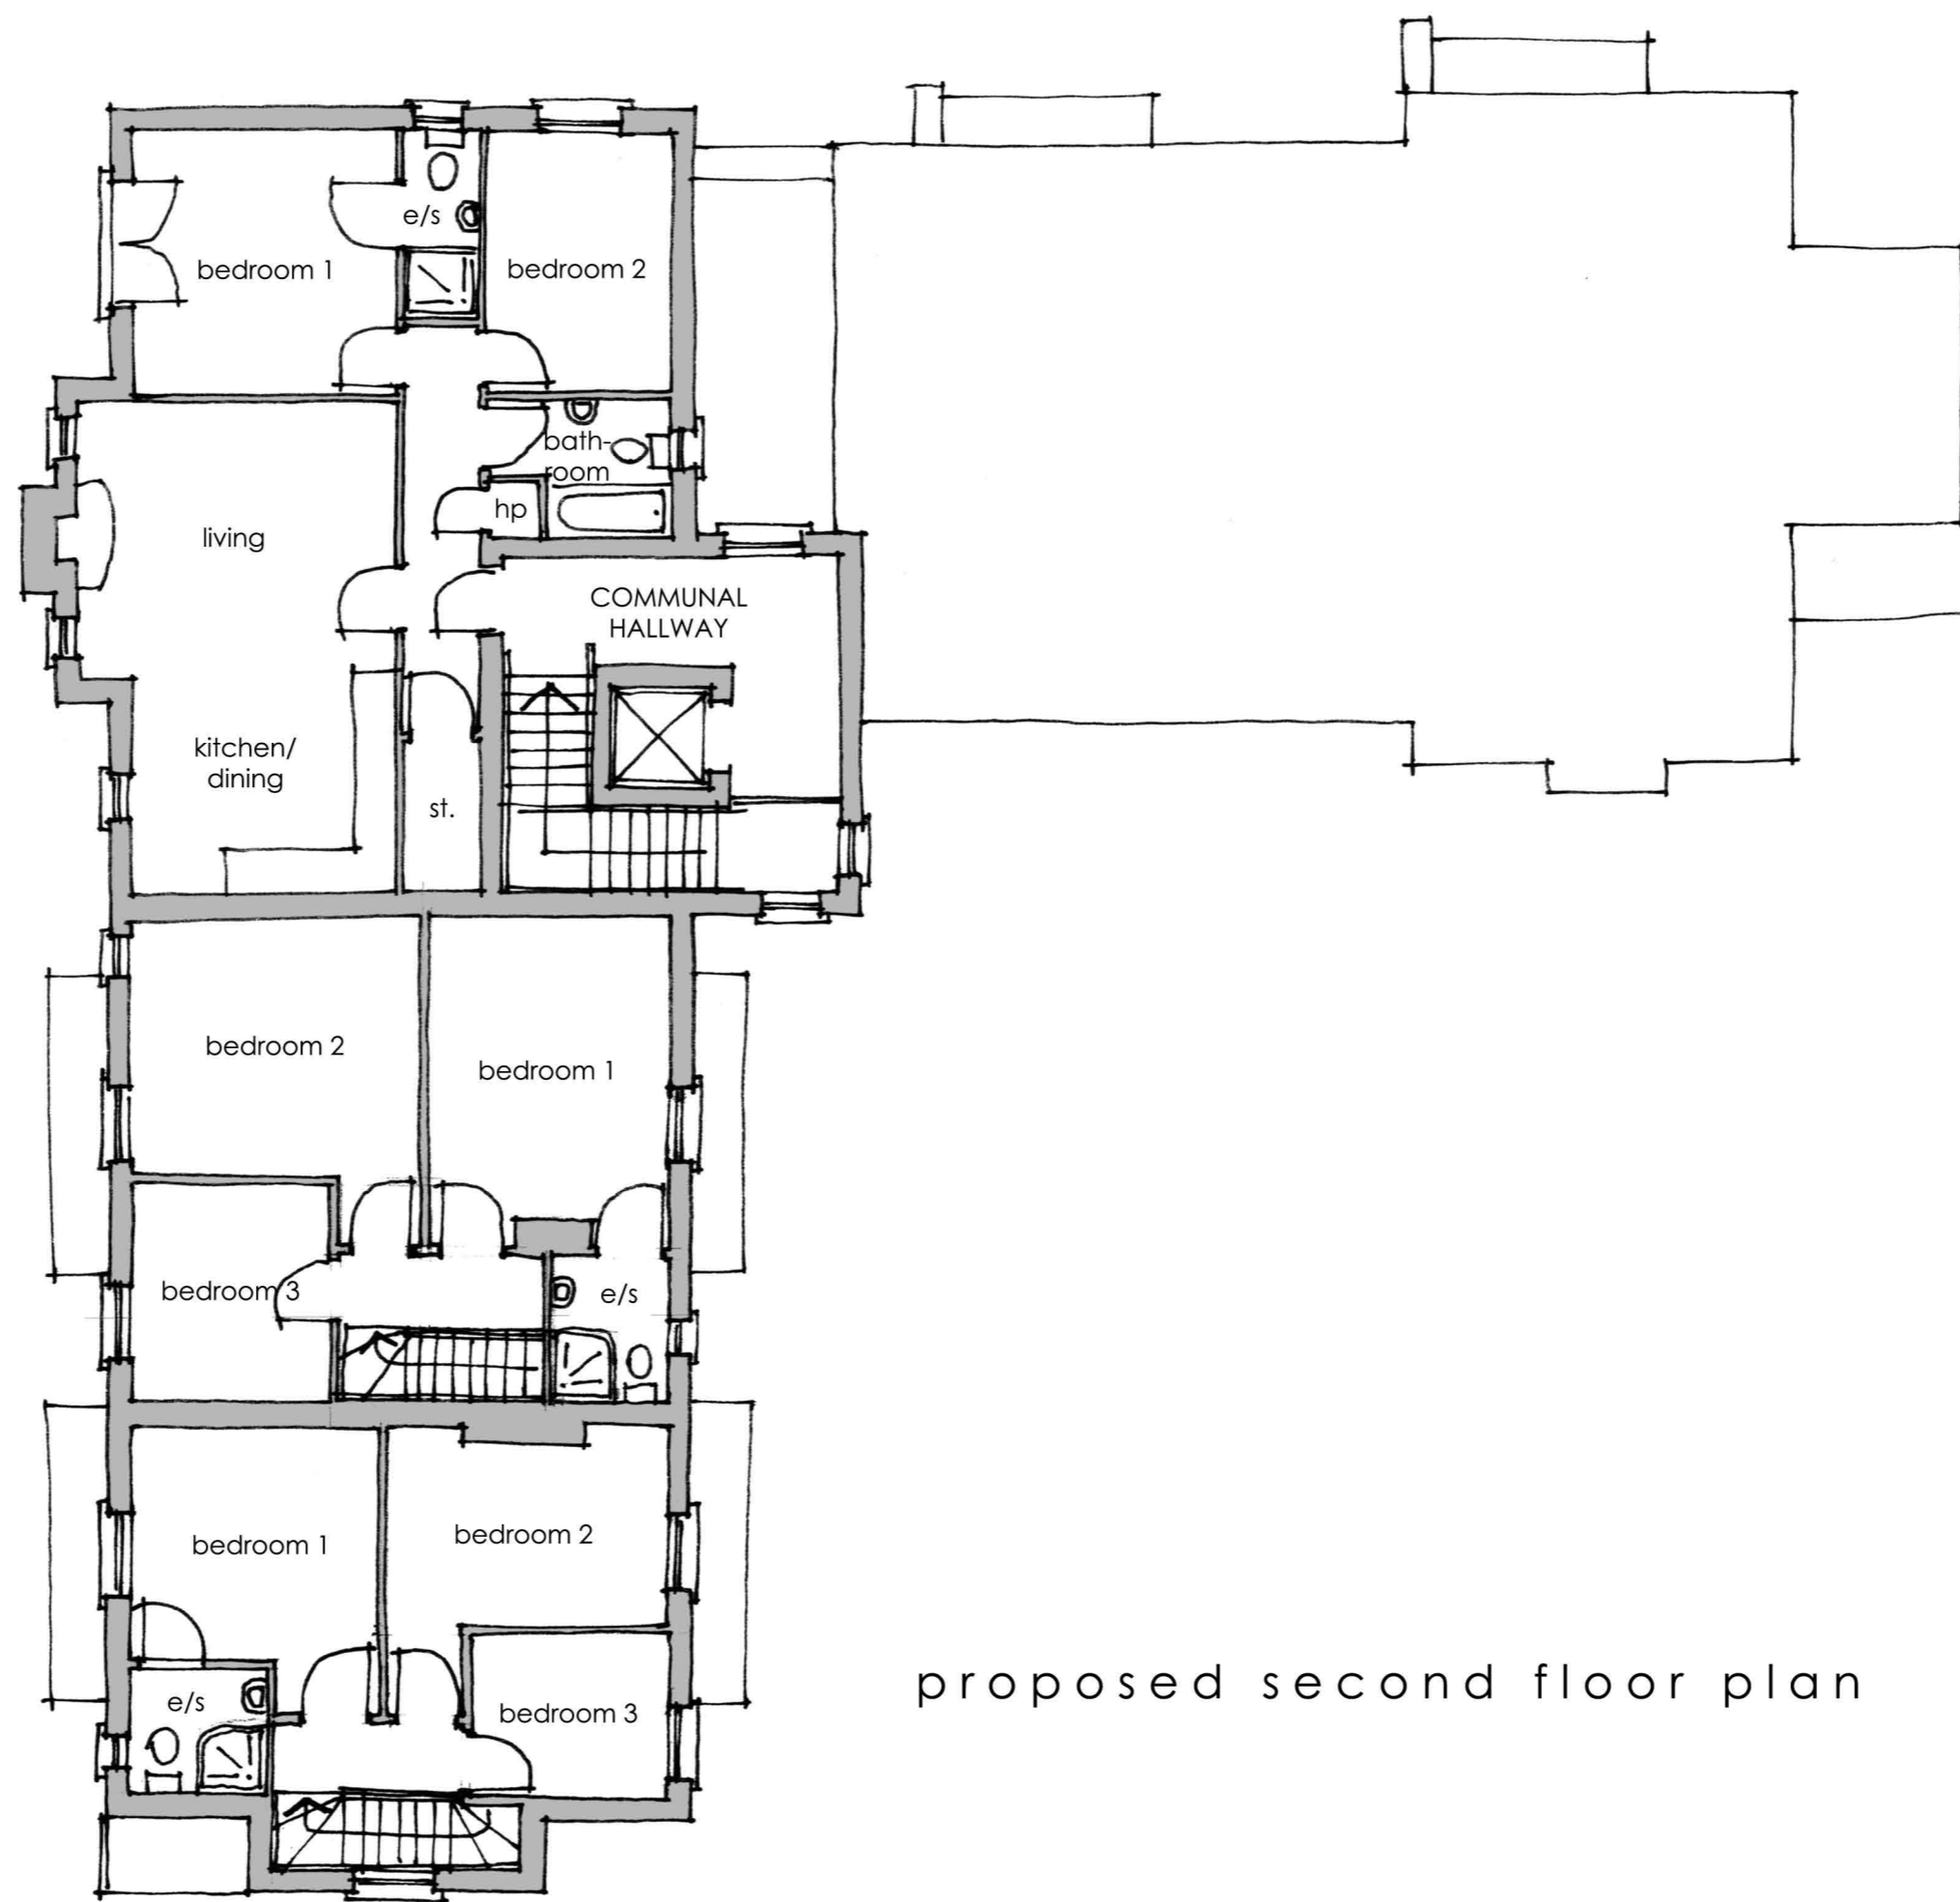 e/s
bedroom 1
bedroom 2
bath-
room
hp
living
COMMUNAL
HALLWAY
kitchen/
dining
st.
bedroom 2
bedroom 1
bedroom 3
e/s
bedroom 1
bedroom 2
e/s
bedroom 3
proposed second floor plan